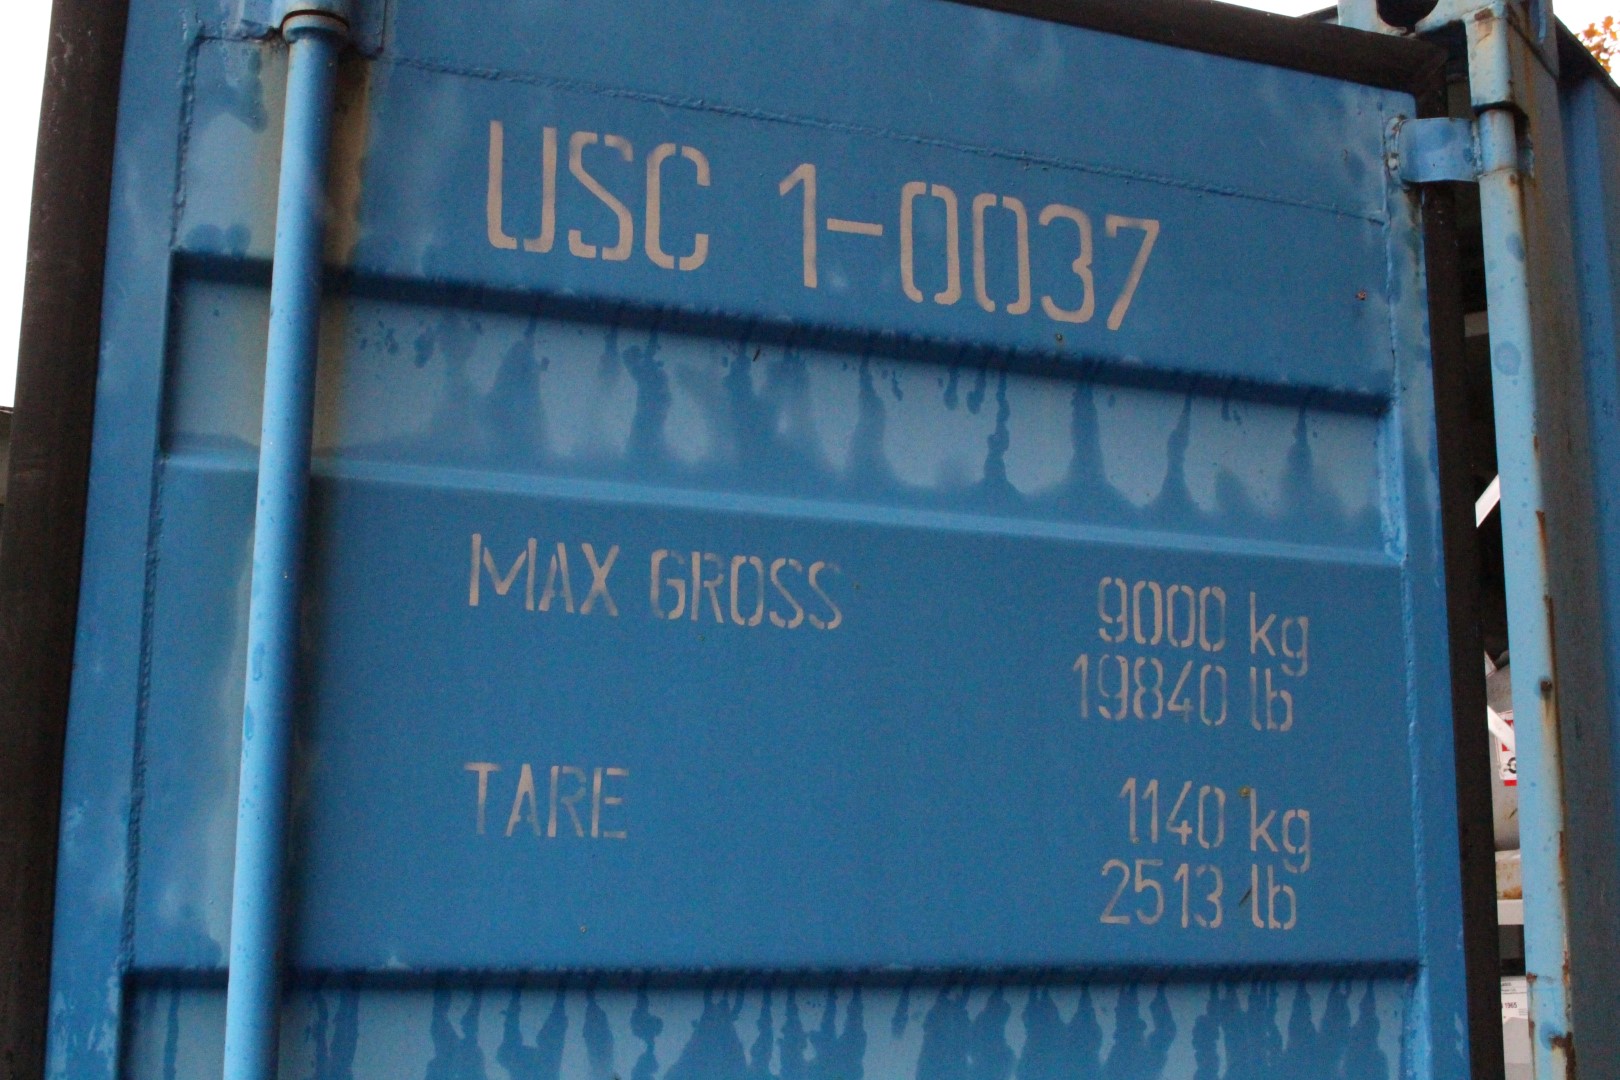 USC 1-0037
MAX GROSS 9000 kg
19840 lb
TARE 1140 kg
2513 lb